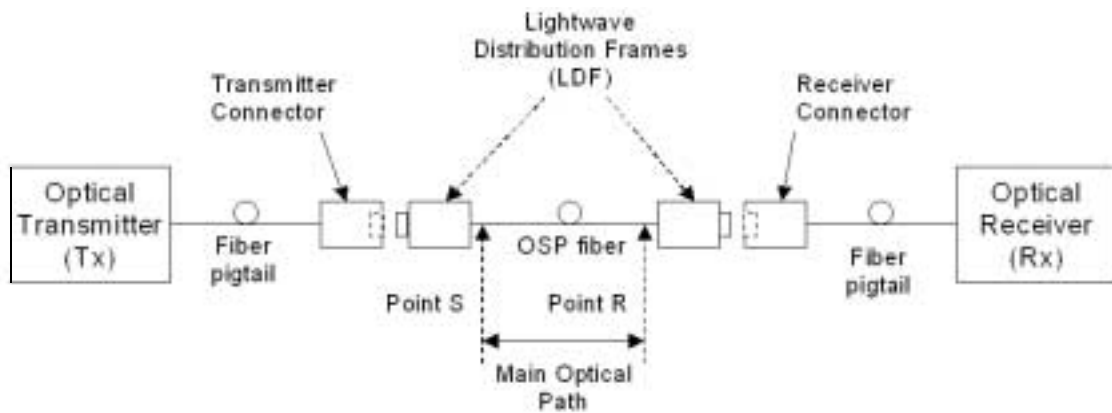 Lightwave
Distribution Frames
(LDF)
Transmitter
Connector
Receiver
Connector
Optical
Transmitter
(Tx)
Fiber
pigtail
OSP fiber
Fiber
pigtail
Optical
Receiver
(Rx)
Point S
Point R
Main Optical
Path